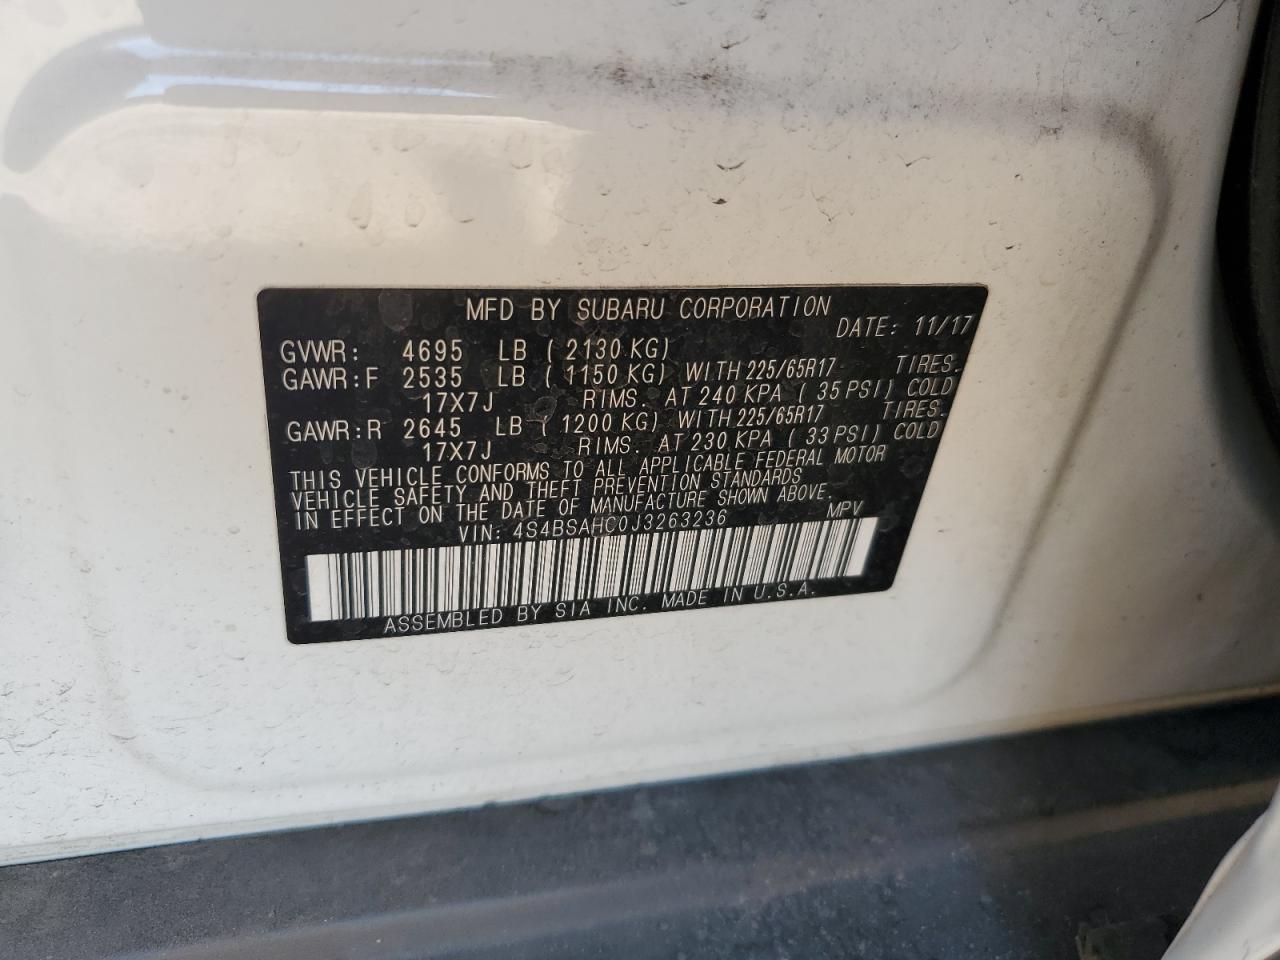 MFD BY SUBARU CORPORATION
DATE: 11/17
GVWR: 4695 LB ( 2130 KG)
GAWR:F 2535 LB ( 1150 KG) WITH 225/65R17 TIRES.
17X7J RIMS. AT 240 KPA ( 35 PSI) COLD
GAWR:R 2645 LB ( 1200 KG) WITH 225/65R17 TIRES.
17X7J RIMS. AT 230 KPA ( 33 PSI) COLD
THIS VEHICLE CONFORMS TO ALL APPLICABLE FEDERAL MOTOR
VEHICLE SAFETY AND THEFT PREVENTION STANDARDS
IN EFFECT ON THE DATE OF MANUFACTURE SHOWN ABOVE.
VIN: 4S4BSAHC0J3263236 MPV
ASSEMBLED BY SIA INC. MADE IN U.S.A.